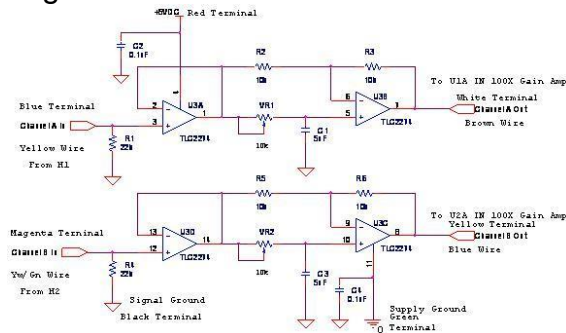 +5VDC Red Terminal
C2
0.1uF
R2
10k
R3
10k
Blue Terminal
Channel A In
Yellow Wire
From H1
R1
22k
2
3
4
1
U3A
TLC2274
VR1
10k
C1
5nF
6
5
7
U3B
TLC2274
To U1A IN 100X Gain Amp
White Terminal
Channel A Out
Brown Wire
R5
10k
R6
10k
Magenta Terminal
Channel B In
Yw/Gn Wire
From H2
R4
22k
13
12
14
U3D
TLC2274
VR2
10k
C3
5nF
9
10
8
11
U3C
TLC2274
To U2A IN 100X Gain Amp
Yellow Terminal
Channel B Out
Blue Wire
C4
0.1uF
Signal Ground
Black Terminal
Supply Ground
Green
Terminal
0